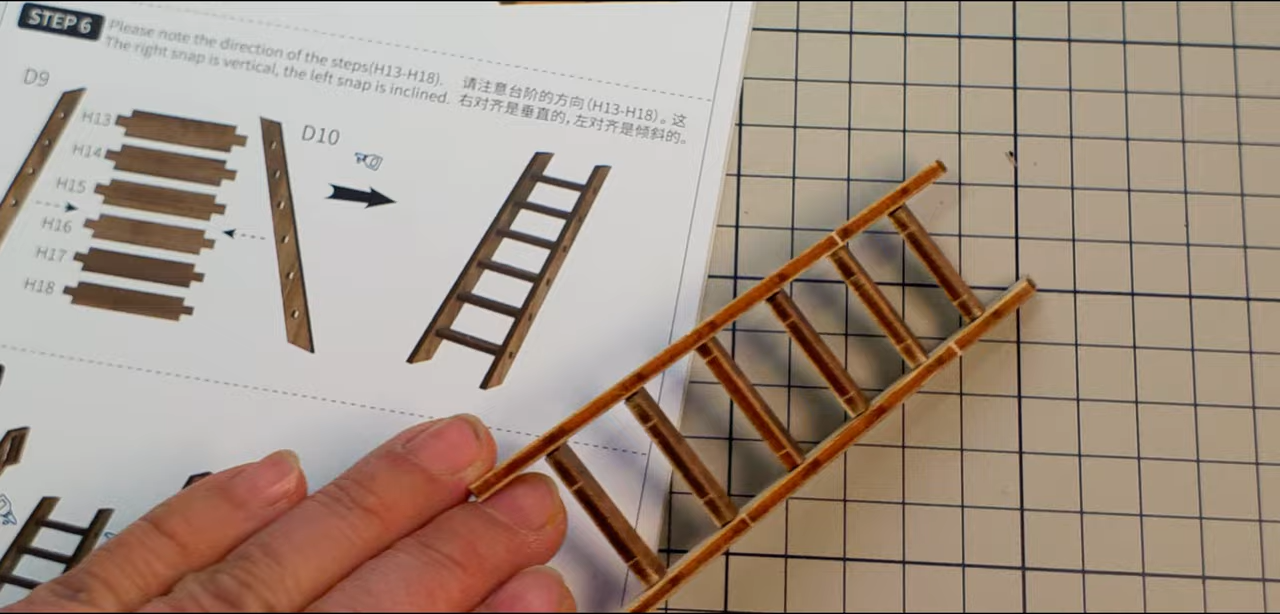 STEP 6
Please note the direction of the steps(H13-H18).
The right snap is vertical, the left snap is inclined.
请注意台阶的方向(H13-H18)。这
右对齐是垂直的,左对齐是倾斜的。
D9
H13
H14
H15
H16
H17
H18
D10